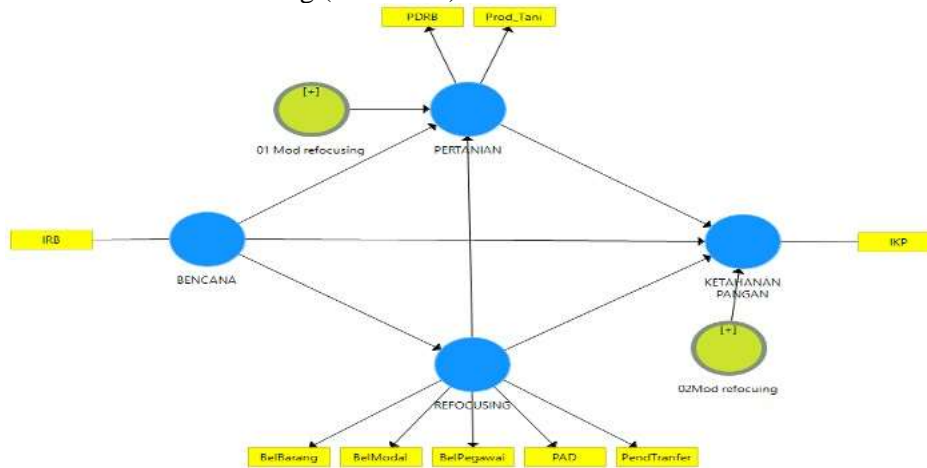 PDRB
Prod_Tani
[+]
01 Mod refocusing
PERTANIAN
IRB
BENCANA
IKP
KETAHANAN
PANGAN
[+]
02Mod refocuing
REFOCUSING
BelBarang
BelModal
BelPegawai
PAD
PendTranfer